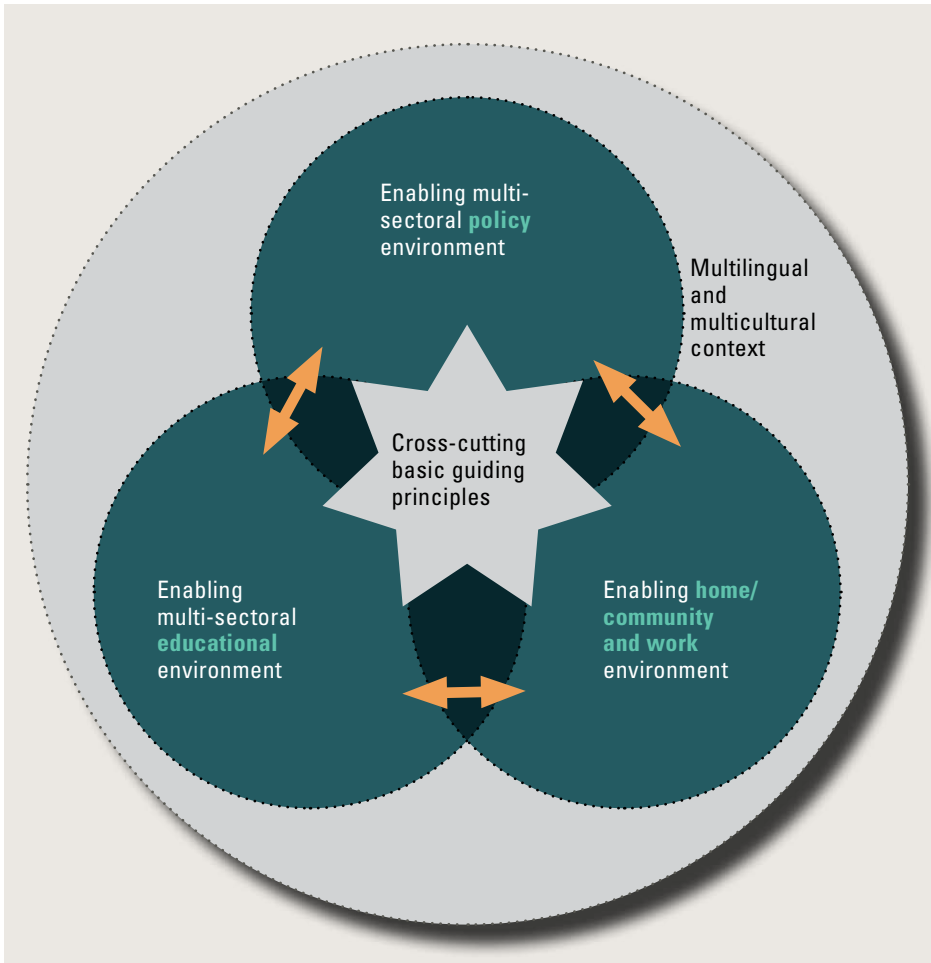 Enabling multi-
sectoral policy
environment
Multilingual
and
multicultural
context
Cross-cutting
basic guiding
principles
Enabling
multi-sectoral
educational
environment
Enabling home/
community
and work
environment